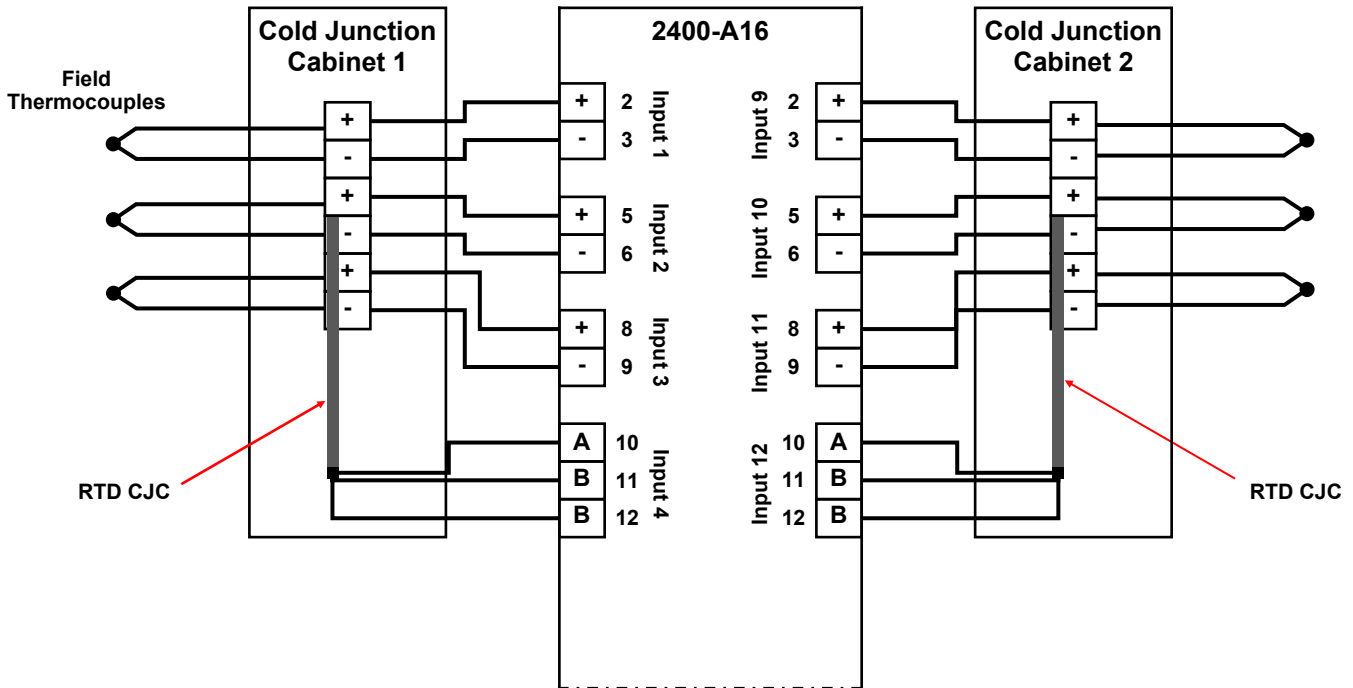 Cold Junction
Cabinet 1
2400-A16
Cold Junction
Cabinet 2
Field
Thermocouples
+
-
+
-
+
-
+ 2
- 3
Input 1
+ 5
- 6
Input 2
+ 8
- 9
Input 3
A 10
B 11
B 12
Input 4
Input 9
2 +
3 -
Input 10
5 +
6 -
Input 11
8 +
9 -
Input 12
10 A
11 B
12 B
+
-
+
-
+
-
RTD CJC
RTD CJC